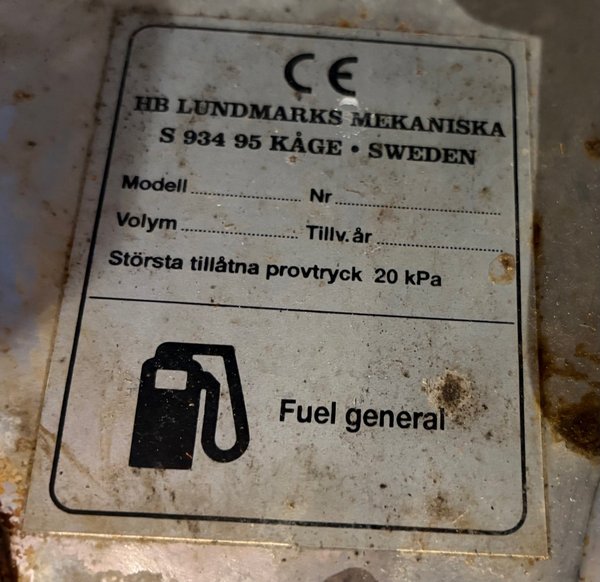 CE
HB LUNDMARKS MEKANISKA
S 934 95 KÅGE • SWEDEN
Modell.......................... Nr......................................
Volym........................... Tillv.år..............................
Största tillåtna provtryck 20 kPa
Fuel general